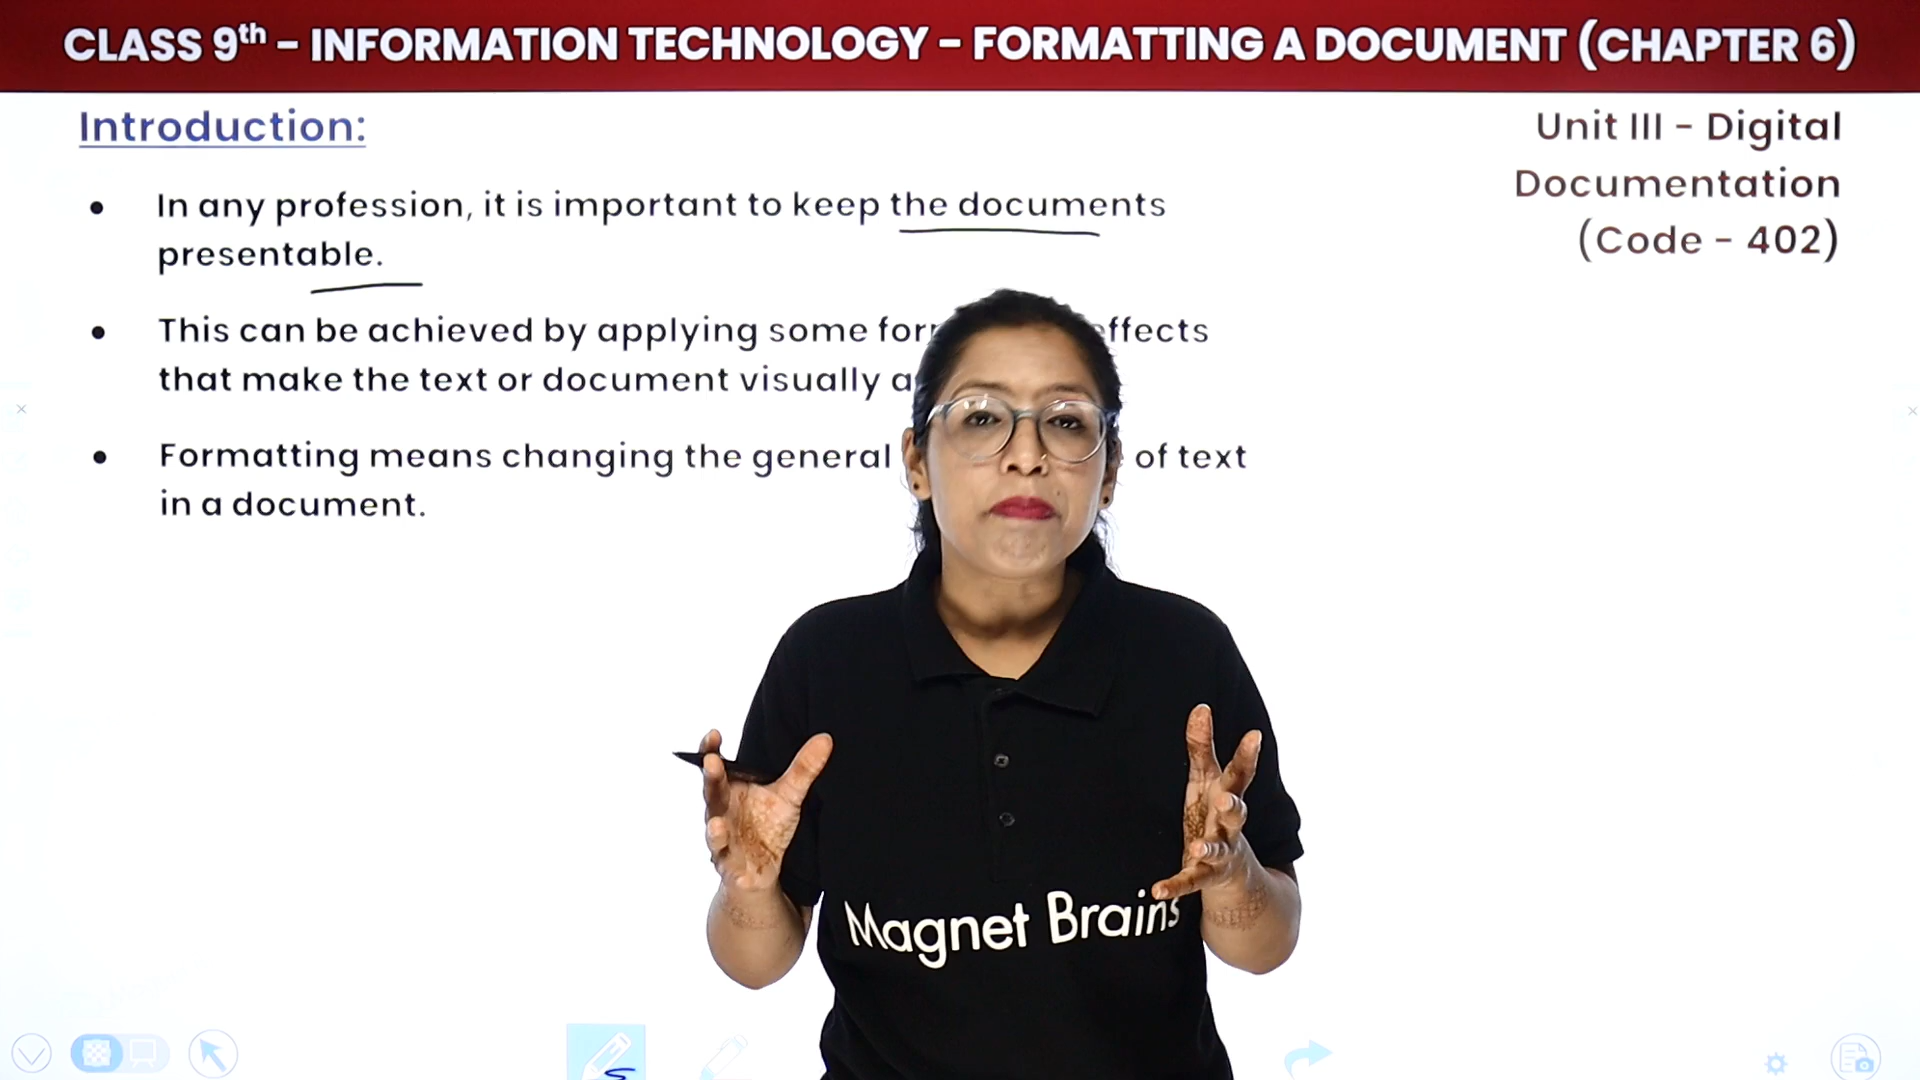 CLASS 9th - INFORMATION TECHNOLOGY - FORMATTING A DOCUMENT (CHAPTER 6)
Introduction:
Unit III - Digital
Documentation
(Code - 402)
• In any profession, it is important to keep the documents
presentable.
• This can be achieved by applying some effects
that make the text or document visually
• Formatting means changing the general of text
in a document.
Magnet Brains